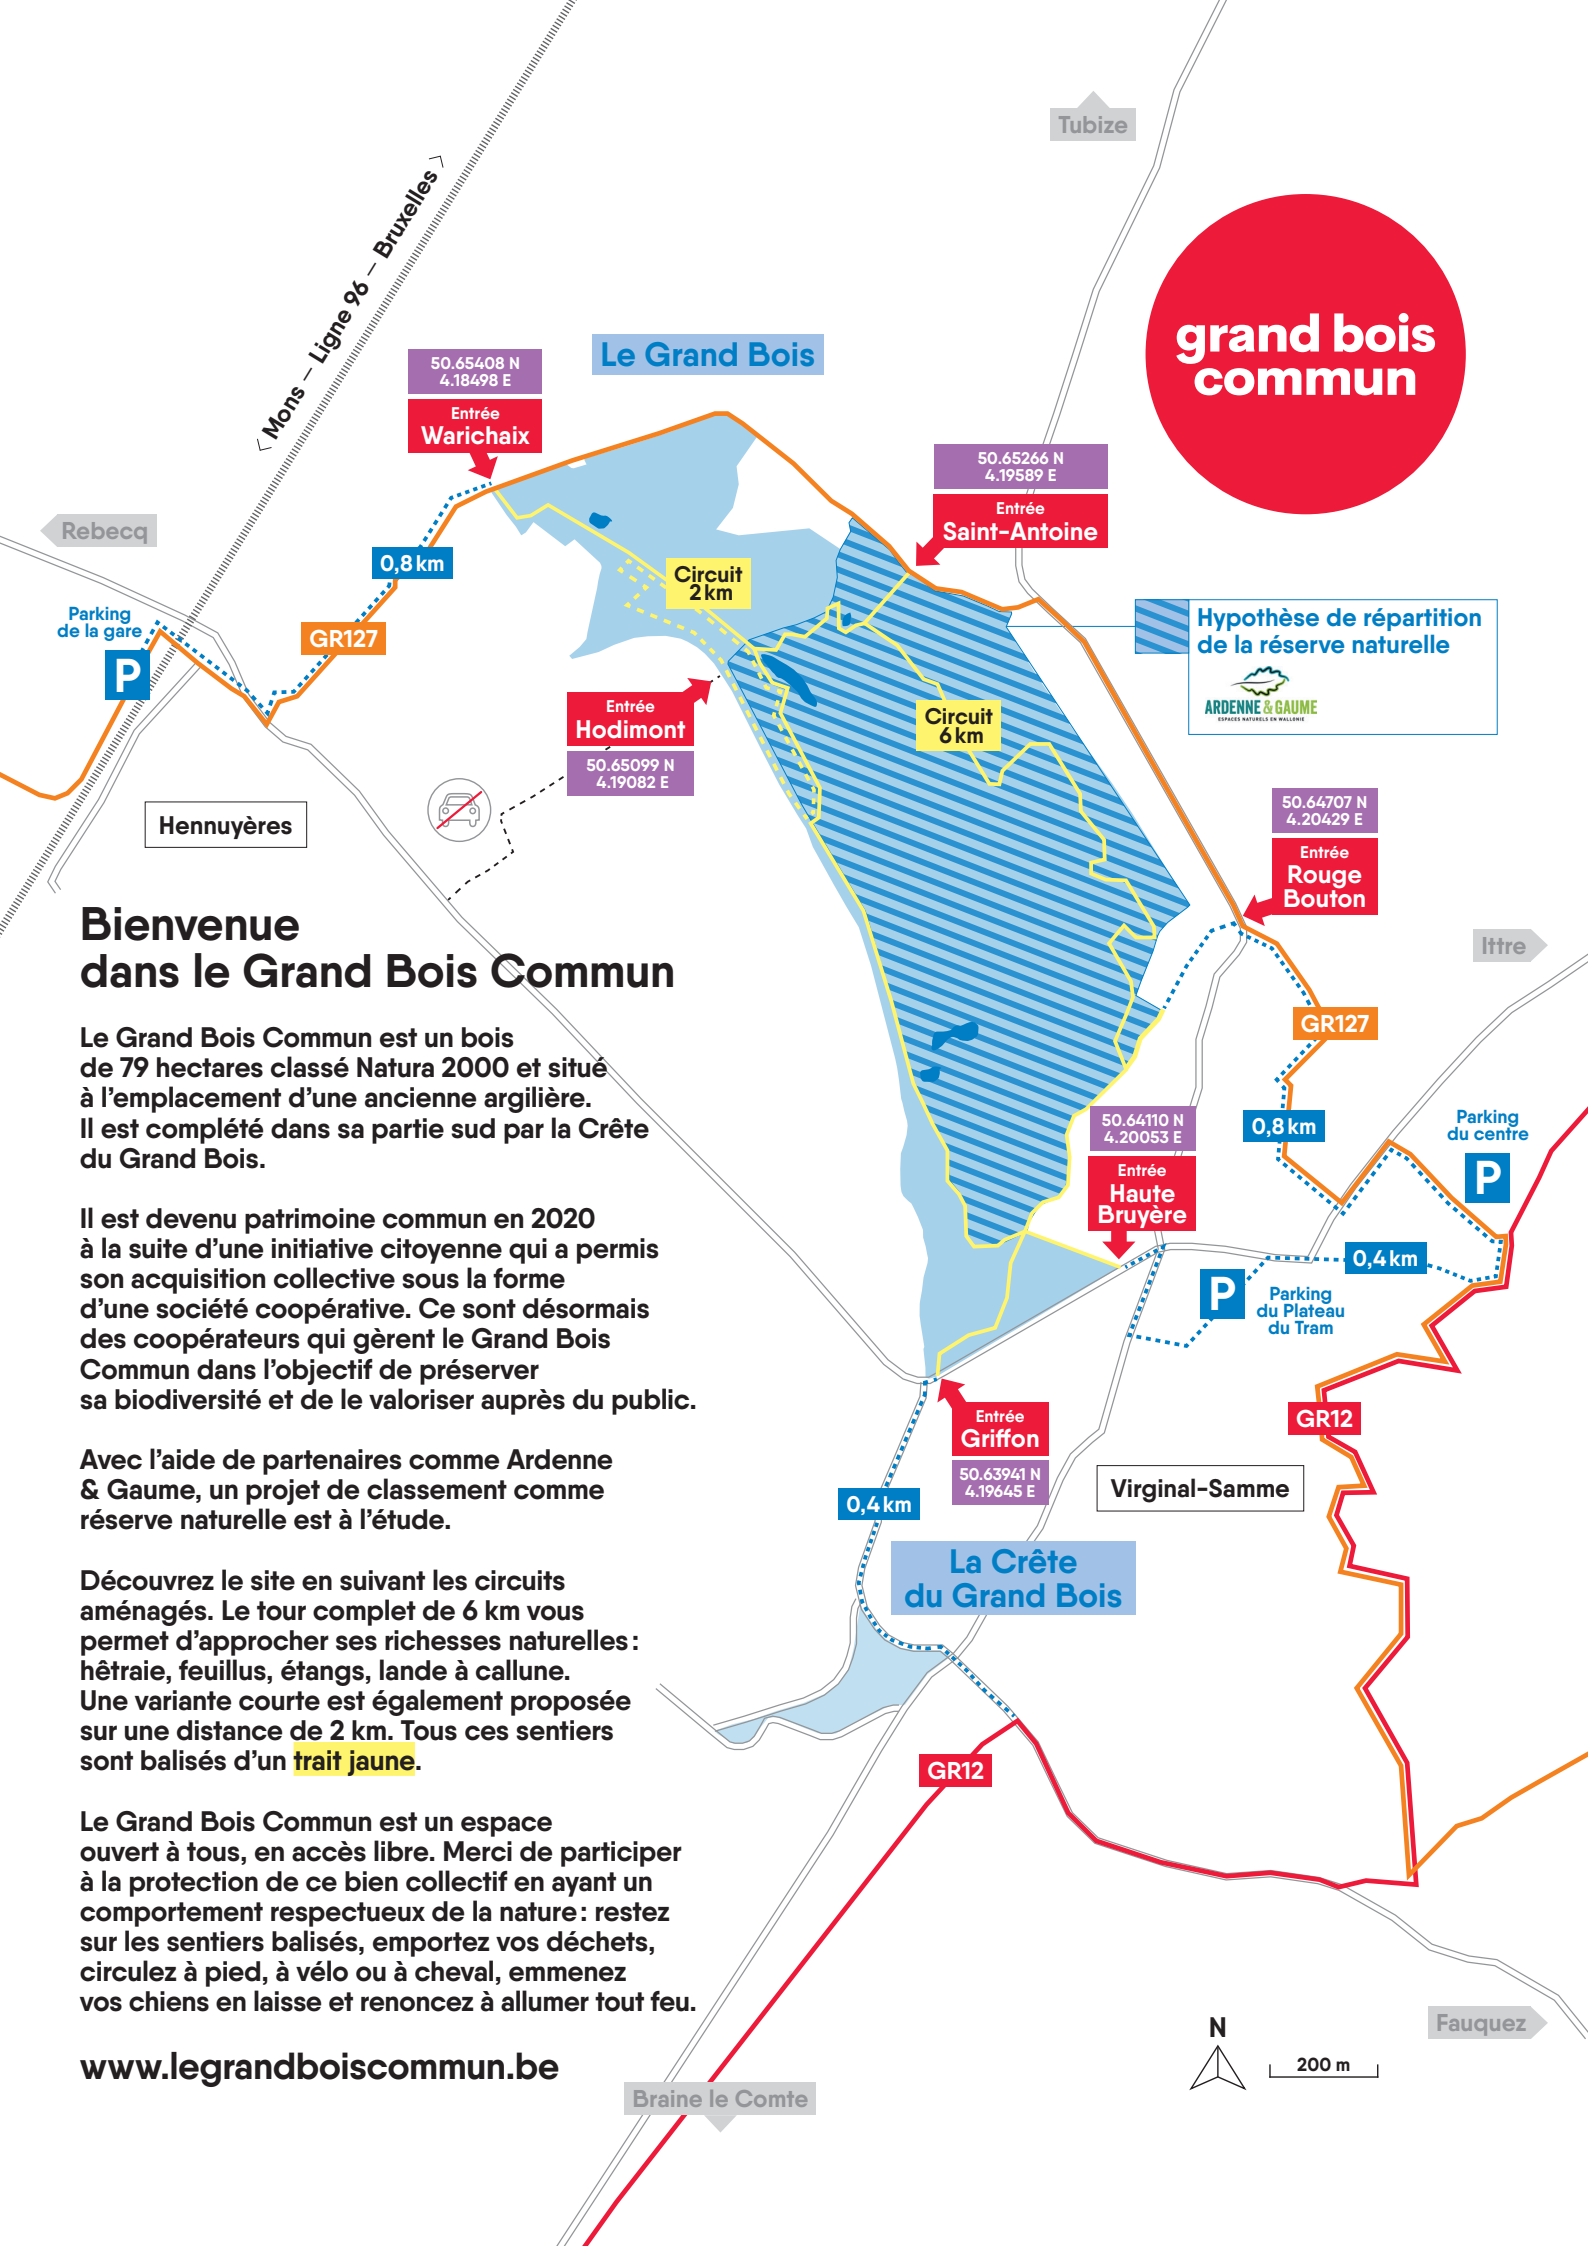 Tubize
Mons — Ligne 96 — Bruxelles
grand bois
commun
Le Grand Bois
50.65408 N
4.18498 E
Entrée
Warichaix
50.65266 N
4.19589 E
Entrée
Saint-Antoine
Rebecq
0,8 km
Circuit
2 km
Parking
de la gare
P
GR127
Hypothèse de répartition
de la réserve naturelle
ARDENNE & GAUME
ESPACES NATURELS EN WALLONIE
Entrée
Hodimont
50.65099 N
4.19082 E
Circuit
6 km
Hennuyères
50.64707 N
4.20429 E
Entrée
Rouge
Bouton
Ittre
GR127
Bienvenue
dans le Grand Bois Commun
Le Grand Bois Commun est un bois
de 79 hectares classé Natura 2000 et situé
à l’emplacement d’une ancienne argilière.
Il est complété dans sa partie sud par la Crête
du Grand Bois.
Il est devenu patrimoine commun en 2020
à la suite d’une initiative citoyenne qui a permis
son acquisition collective sous la forme
d’une société coopérative. Ce sont désormais
des coopérateurs qui gèrent le Grand Bois
Commun dans l’objectif de préserver
sa biodiversité et de le valoriser auprès du public.
Avec l’aide de partenaires comme Ardenne
& Gaume, un projet de classement comme
réserve naturelle est à l’étude.
Découvrez le site en suivant les circuits
aménagés. Le tour complet de 6 km vous
permet d’approcher ses richesses naturelles :
hêtraie, feuillus, étangs, lande à callune.
Une variante courte est également proposée
sur une distance de 2 km. Tous ces sentiers
sont balisés d’un trait jaune.
Le Grand Bois Commun est un espace
ouvert à tous, en accès libre. Merci de participer
à la protection de ce bien collectif en ayant un
comportement respectueux de la nature : restez
sur les sentiers balisés, emportez vos déchets,
circulez à pied, à vélo ou à cheval, emmenez
vos chiens en laisse et renoncez à allumer tout feu.
www.legrandboiscommun.be
50.64110 N
4.20053 E
Entrée
Haute
Bruyère
0,8 km
Parking
du centre
P
0,4 km
P
Parking
du Plateau
du Tram
Entrée
Griffon
50.63941 N
4.19645 E
GR12
0,4 km
Virginal-Samme
La Crête
du Grand Bois
GR12
Fauquez
N
200 m
Braine le Comte